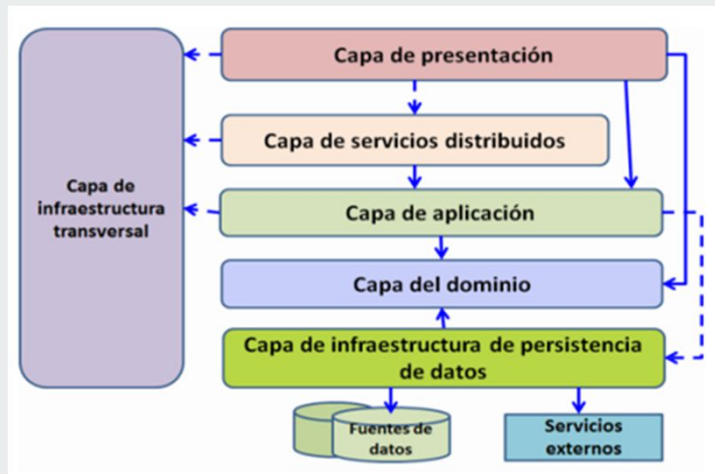 Capa de presentación
Capa de servicios distribuidos
Capa de
infraestructura
transversal
Capa de aplicación
Capa del dominio
Capa de infraestructura de persistencia
de datos
Fuentes de
datos
Servicios
externos